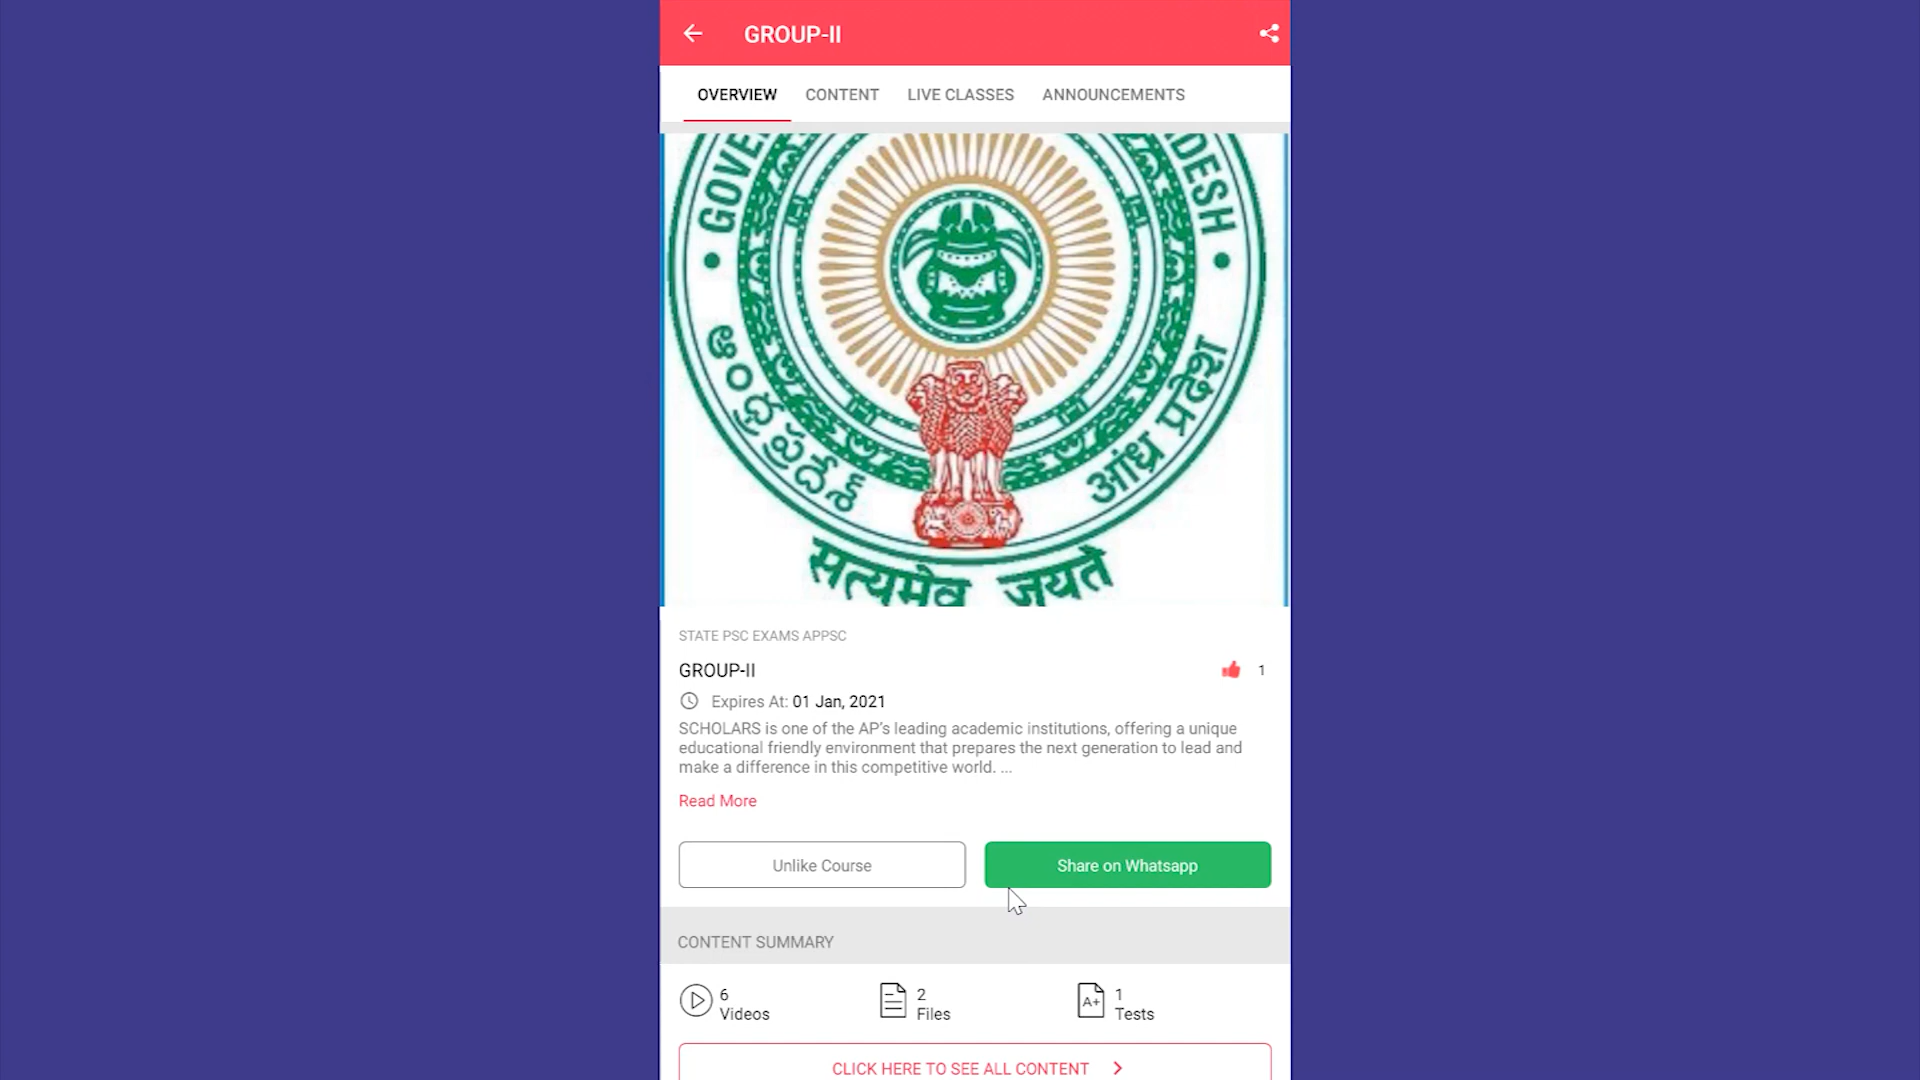 GROUP-II
OVERVIEW CONTENT LIVE CLASSES ANNOUNCEMENTS
DESH
ఆంధ్రప్రదేశ్
आंध्र प्रदेश
सत्यमेव जयते
STATE PSC EXAMS APPSC
GROUP-II 1
Expires At: 01 Jan, 2021
SCHOLARS is one of the AP's leading academic institutions, offering a unique
educational friendly environment that prepares the next generation to lead and
make a difference in this competitive world. ...
Read More
Unlike Course Share on Whatsapp
CONTENT SUMMARY
6 2 A+ 1
Videos Files Tests
CLICK HERE TO SEE ALL CONTENT